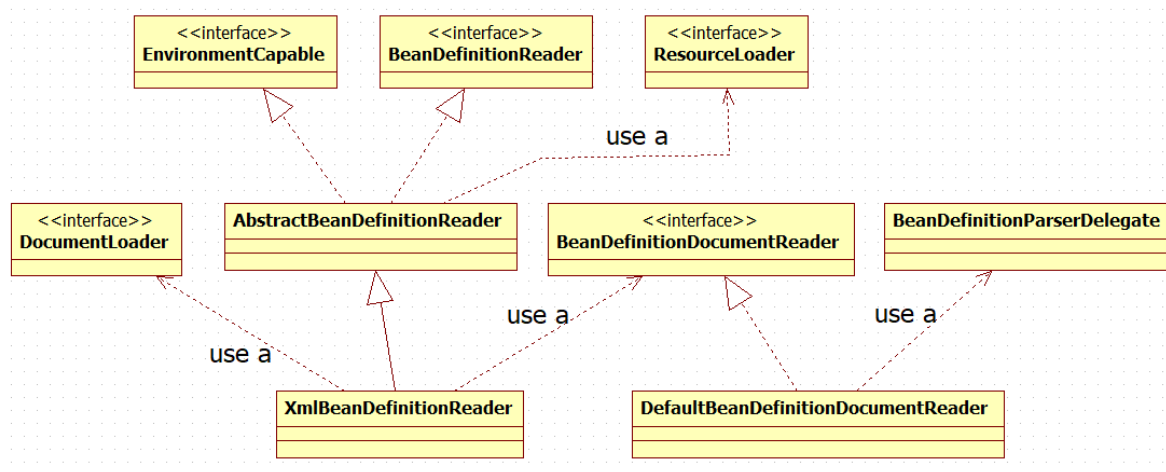 <<interface>>
EnvironmentCapable
<<interface>>
BeanDefinitionReader
<<interface>>
ResourceLoader
use a
<<interface>>
DocumentLoader
AbstractBeanDefinitionReader
<<interface>>
BeanDefinitionDocumentReader
BeanDefinitionParserDelegate
use a
use a
use a
XmlBeanDefinitionReader
DefaultBeanDefinitionDocumentReader